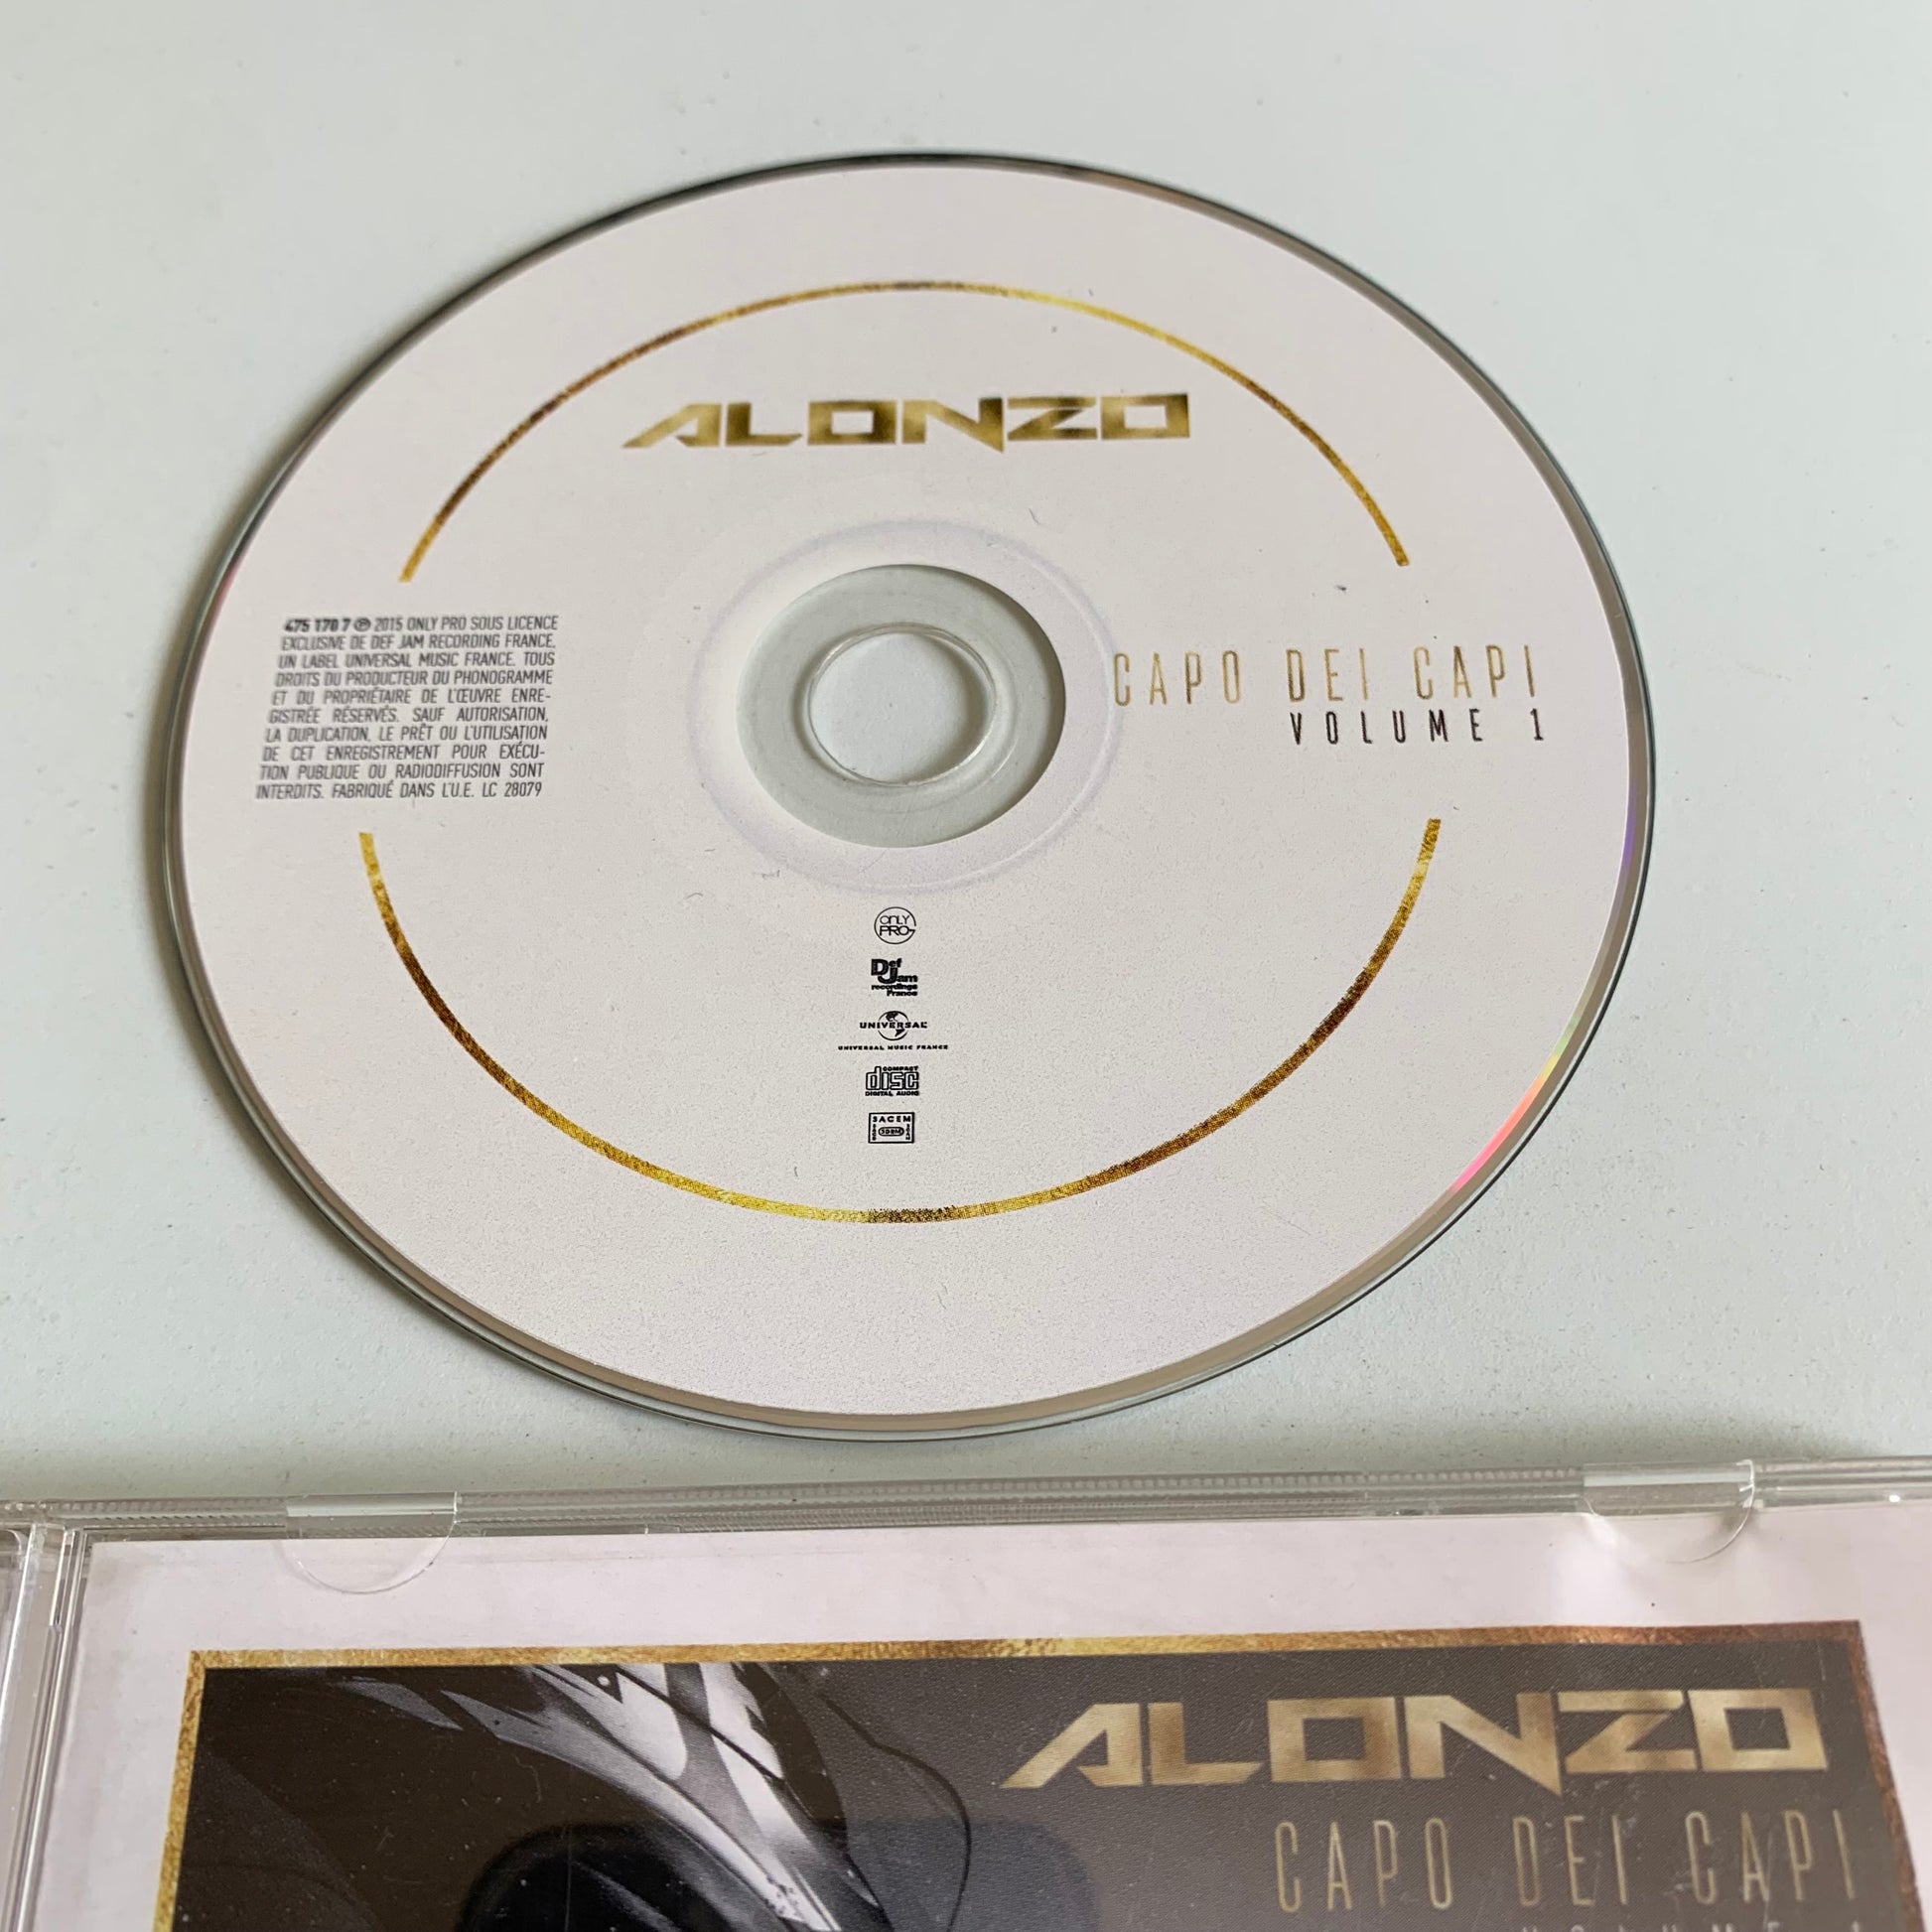 ALONZO
475 170 7 ℗ 2015 ONLY PRO SOUS LICENCE
EXCLUSIVE DE DEF JAM RECORDING FRANCE,
UN LABEL UNIVERSAL MUSIC FRANCE. TOUS
DROITS DU PRODUCTEUR DU PHONOGRAMME
ET DU PROPRIÉTAIRE DE L'ŒUVRE ENRE-
GISTRÉE RÉSERVÉS. SAUF AUTORISATION,
LA DUPLICATION, LE PRÊT OU L'UTILISATION
DE CET ENREGISTREMENT POUR EXÉCU-
TION PUBLIQUE OU RADIODIFFUSION SONT
INTERDITS. FABRIQUÉ DANS L'U.E. LC 28079
CAPO DEI CAPI
VOLUME 1
ONLY
PRO
Def
Jam
recordings
France
UNIVERSAL
UNIVERSAL MUSIC FRANCE
COMPACT
disc
DIGITAL AUDIO
SACEM
ALONZO
CAPO DEI CAPI
VOLUME 1